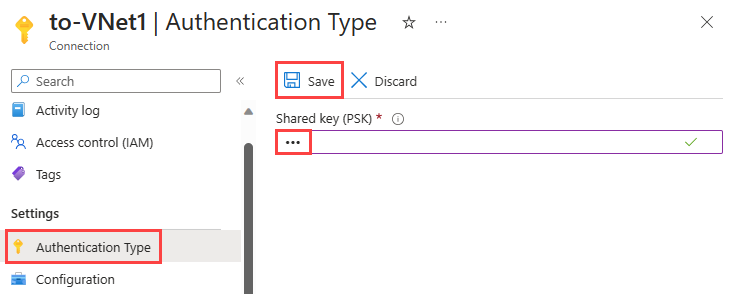 to-VNet1 | Authentication Type
Connection
Search
Activity log
Access control (IAM)
Tags
Settings
Authentication Type
Configuration
Save Discard
Shared key (PSK) *
•••